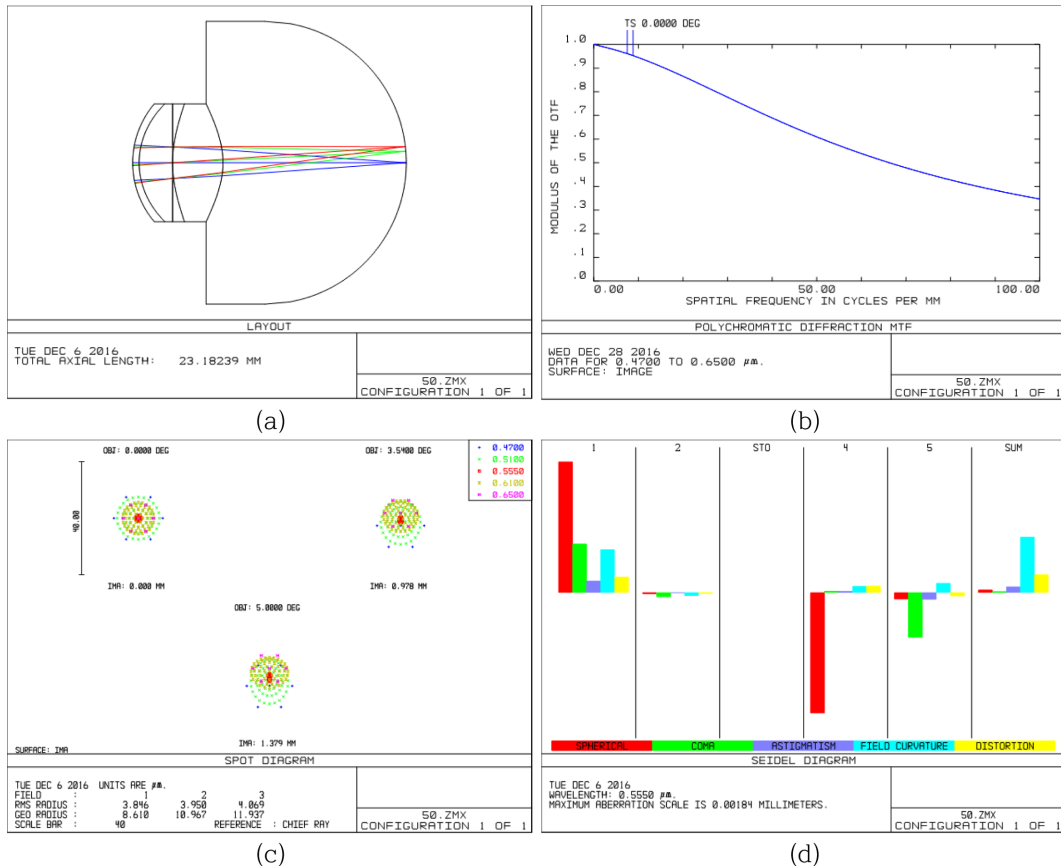 LAYOUT
TUE DEC 6 2016
TOTAL AXIAL LENGTH: 23.18239 MM
50.ZMX
CONFIGURATION 1 OF 1
(a)
TS 0.0000 DEG
1.0
.9
.8
.7
.6
.5
.4
.3
.2
.1
.0
MODULUS OF THE OTF
0.00 50.00 100.00
SPATIAL FREQUENCY IN CYCLES PER MM
POLYCHROMATIC DIFFRACTION MTF
WED DEC 28 2016
DATA FOR 0.4700 TO 0.6500 µm.
SURFACE: IMAGE
50.ZMX
CONFIGURATION 1 OF 1
(b)
OBJ: 0.0000 DEG
OBJ: 3.5400 DEG
0.4700
0.5100
0.5550
0.6100
0.6500
40.00
IMA: 0.000 MM
IMA: 0.978 MM
OBJ: 5.0000 DEG
IMA: 1.379 MM
SURFACE: IMA
SPOT DIAGRAM
TUE DEC 6 2016 UNITS ARE µm.
FIELD : 1 2 3
RMS RADIUS : 3.846 3.950 4.069
GEO RADIUS : 8.610 10.967 11.937
SCALE BAR : 40 REFERENCE : CHIEF RAY
50.ZMX
CONFIGURATION 1 OF 1
(c)
1 2 STO 4 5 SUM
SPHERICAL COMA ASTIGMATISM FIELD CURVATURE DISTORTION
SEIDEL DIAGRAM
TUE DEC 6 2016
WAVELENGTH: 0.5550 µm.
MAXIMUM ABERRATION SCALE IS 0.00184 MILLIMETERS.
50.ZMX
CONFIGURATION 1 OF 1
(d)